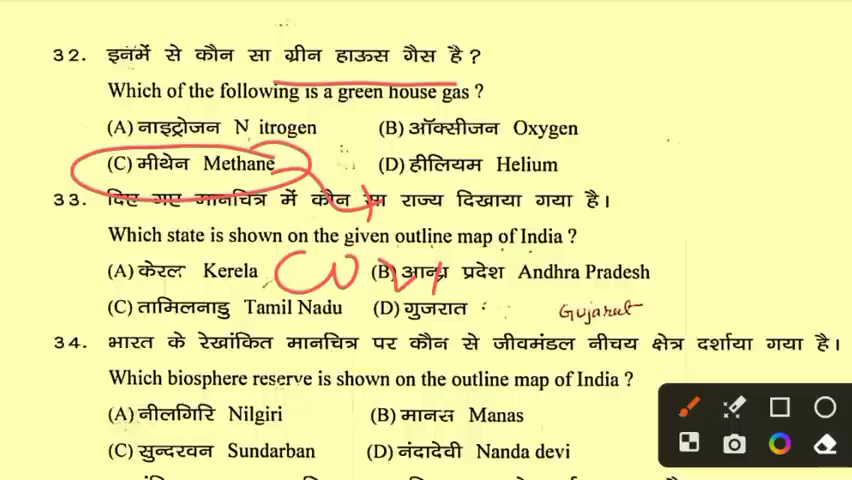 32. इनमें से कौन सा ग्रीन हाऊस गैस है ?
Which of the following is a green house gas ?
(A) नाइट्रोजन N itrogen (B) ऑक्सीजन Oxygen
(C) मीथेन Methane (D) हीलियम Helium
33. दिए गए मानचित्र में कौन सा राज्य दिखाया गया है।
Which state is shown on the given outline map of India ?
(A) केरल Kerela (B) आन्ध्र प्रदेश Andhra Pradesh
(C) तामिलनाडु Tamil Nadu (D) गुजरात Gujarat
34. भारत के रेखांकित मानचित्र पर कौन से जीवमंडल नीचय क्षेत्र दर्शाया गया है।
Which biosphere reserve is shown on the outline map of India ?
(A) नीलगिरि Nilgiri (B) मानस Manas
(C) सुन्दरवन Sundarban (D) नंदादेवी Nanda devi